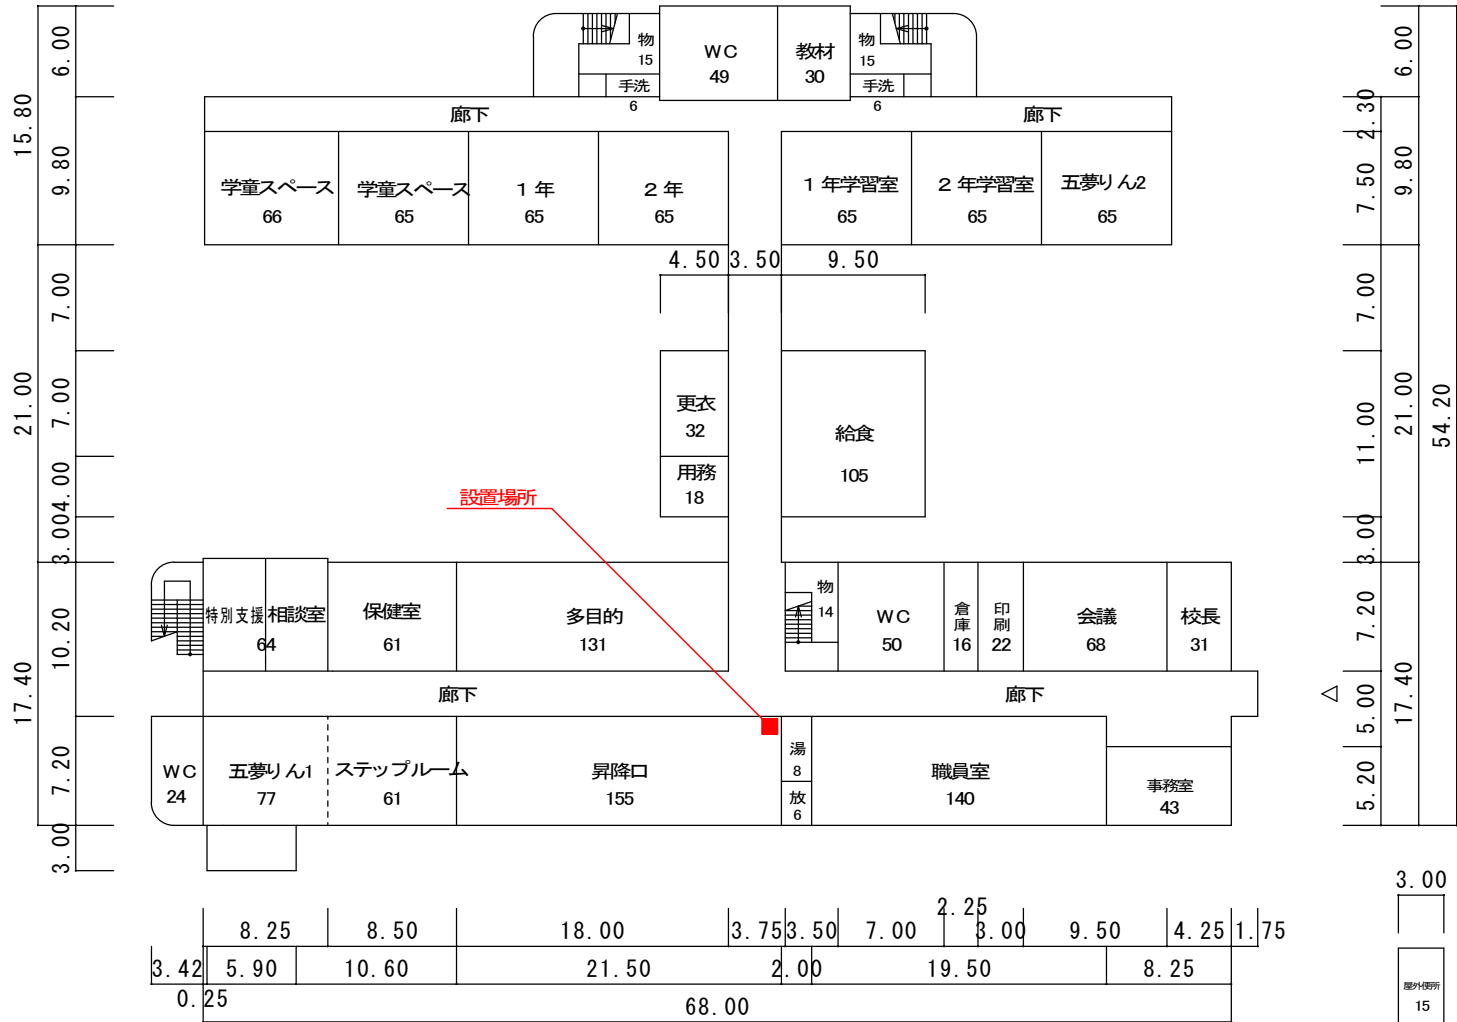 物
15
WC
49
教材
30
物
15
手洗
6
手洗
6
廊下
廊下
学童スペース
66
学童スペース
65
1年
65
2年
65
1年学習室
65
2年学習室
65
五夢りん2
65
4.50
3.50
9.50
更衣
32
用務
18
給食
105
設置場所
特別支援
相談室
64
保健室
61
多目的
131
物
14
WC
50
倉庫
16
印刷
22
会議
68
校長
31
廊下
廊下
WC
24
五夢りん1
77
ステップルーム
61
昇降口
155
湯
8
放
6
職員室
140
事務室
43
15.80
21.00
17.40
6.00
9.80
7.00
7.00
4.00
3.00
10.20
7.20
3.00
2.30
7.50
7.00
11.00
3.00
7.20
5.00
5.20
6.00
9.80
21.00
17.40
54.20
8.25
8.50
18.00
3.75
3.50
7.00
2.25
3.00
9.50
4.25
1.75
3.42
5.90
10.60
21.50
2.00
19.50
8.25
0.25
68.00
3.00
屋外便所
15